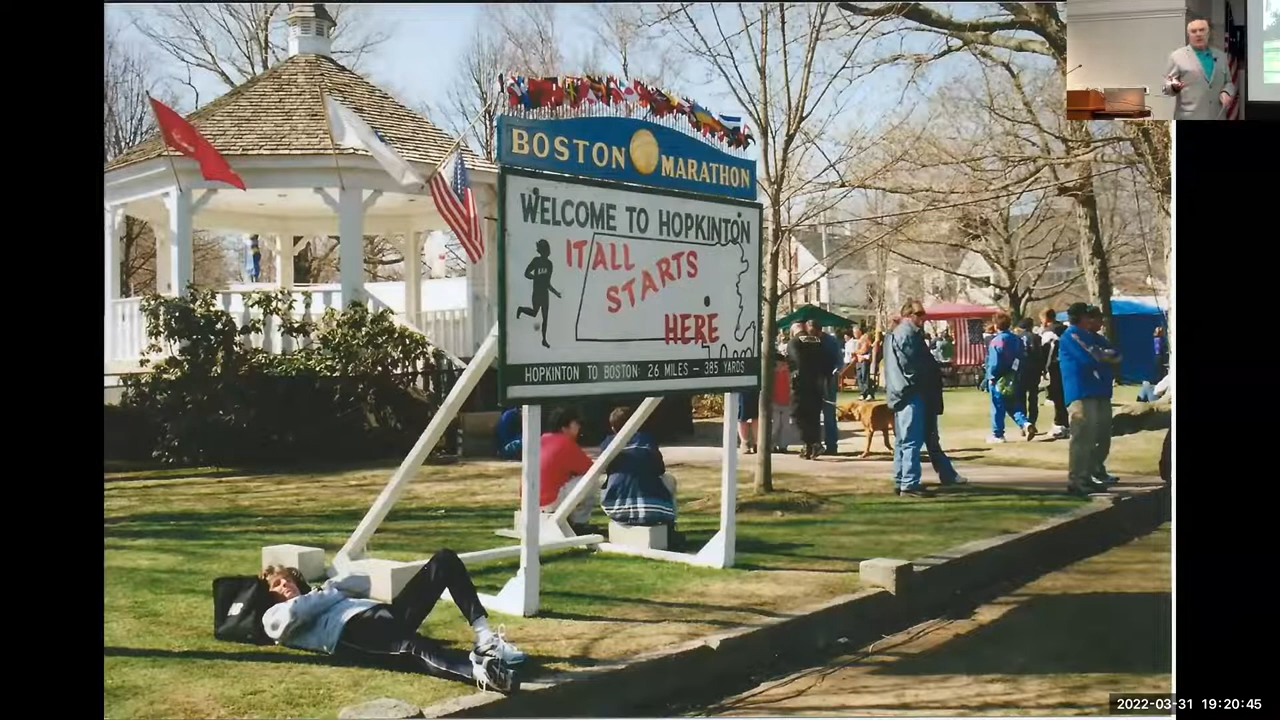 BOSTON MARATHON
WELCOME TO HOPKINTON
IT ALL
STARTS
HERE
HOPKINTON TO BOSTON: 26 MILES - 385 YARDS
2022-03-31 19:20:45